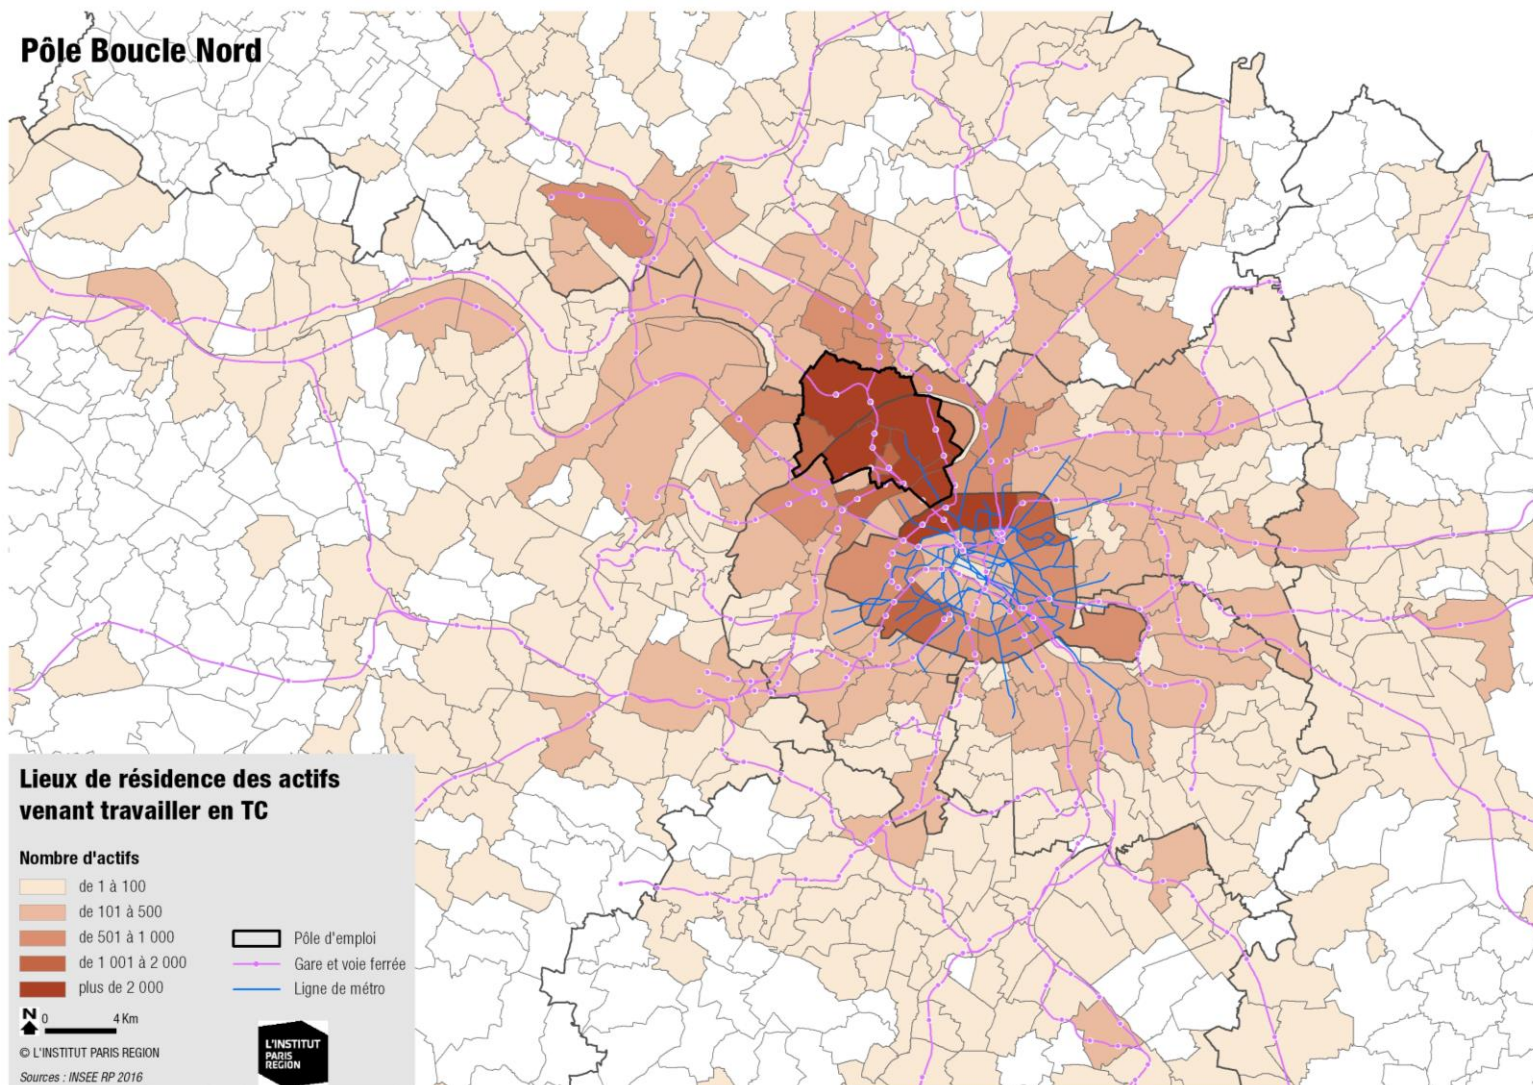 Pôle Boucle Nord
Lieux de résidence des actifs
venant travailler en TC
Nombre d'actifs
de 1 à 100
de 101 à 500
de 501 à 1 000
de 1 001 à 2 000
plus de 2 000
Pôle d'emploi
Gare et voie ferrée
Ligne de métro
N
0 4 Km
© L'INSTITUT PARIS REGION
Sources : INSEE RP 2016
L'INSTITUT
PARIS
REGION